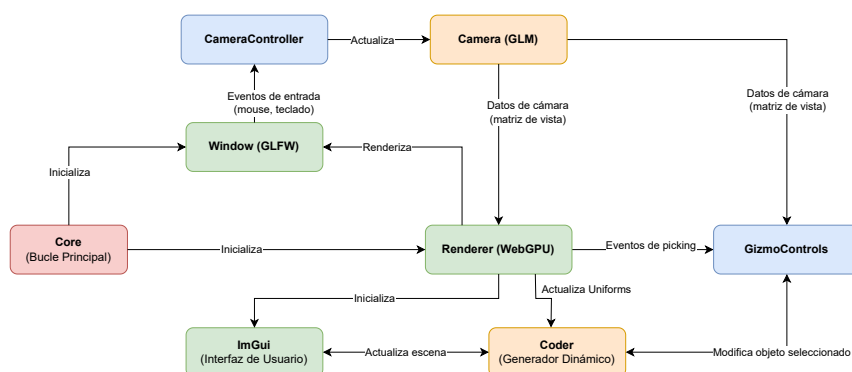 CameraController
Actualiza
Camera (GLM)
Eventos de entrada
(mouse, teclado)
Datos de cámara
(matriz de vista)
Datos de cámara
(matriz de vista)
Window (GLFW)
Renderiza
Inicializa
Core
(Bucle Principal)
Inicializa
Renderer (WebGPU)
Eventos de picking
GizmoControls
Inicializa
Actualiza Uniforms
ImGui
(Interfaz de Usuario)
Actualiza escena
Coder
(Generador Dinámico)
Modifica objeto seleccionado